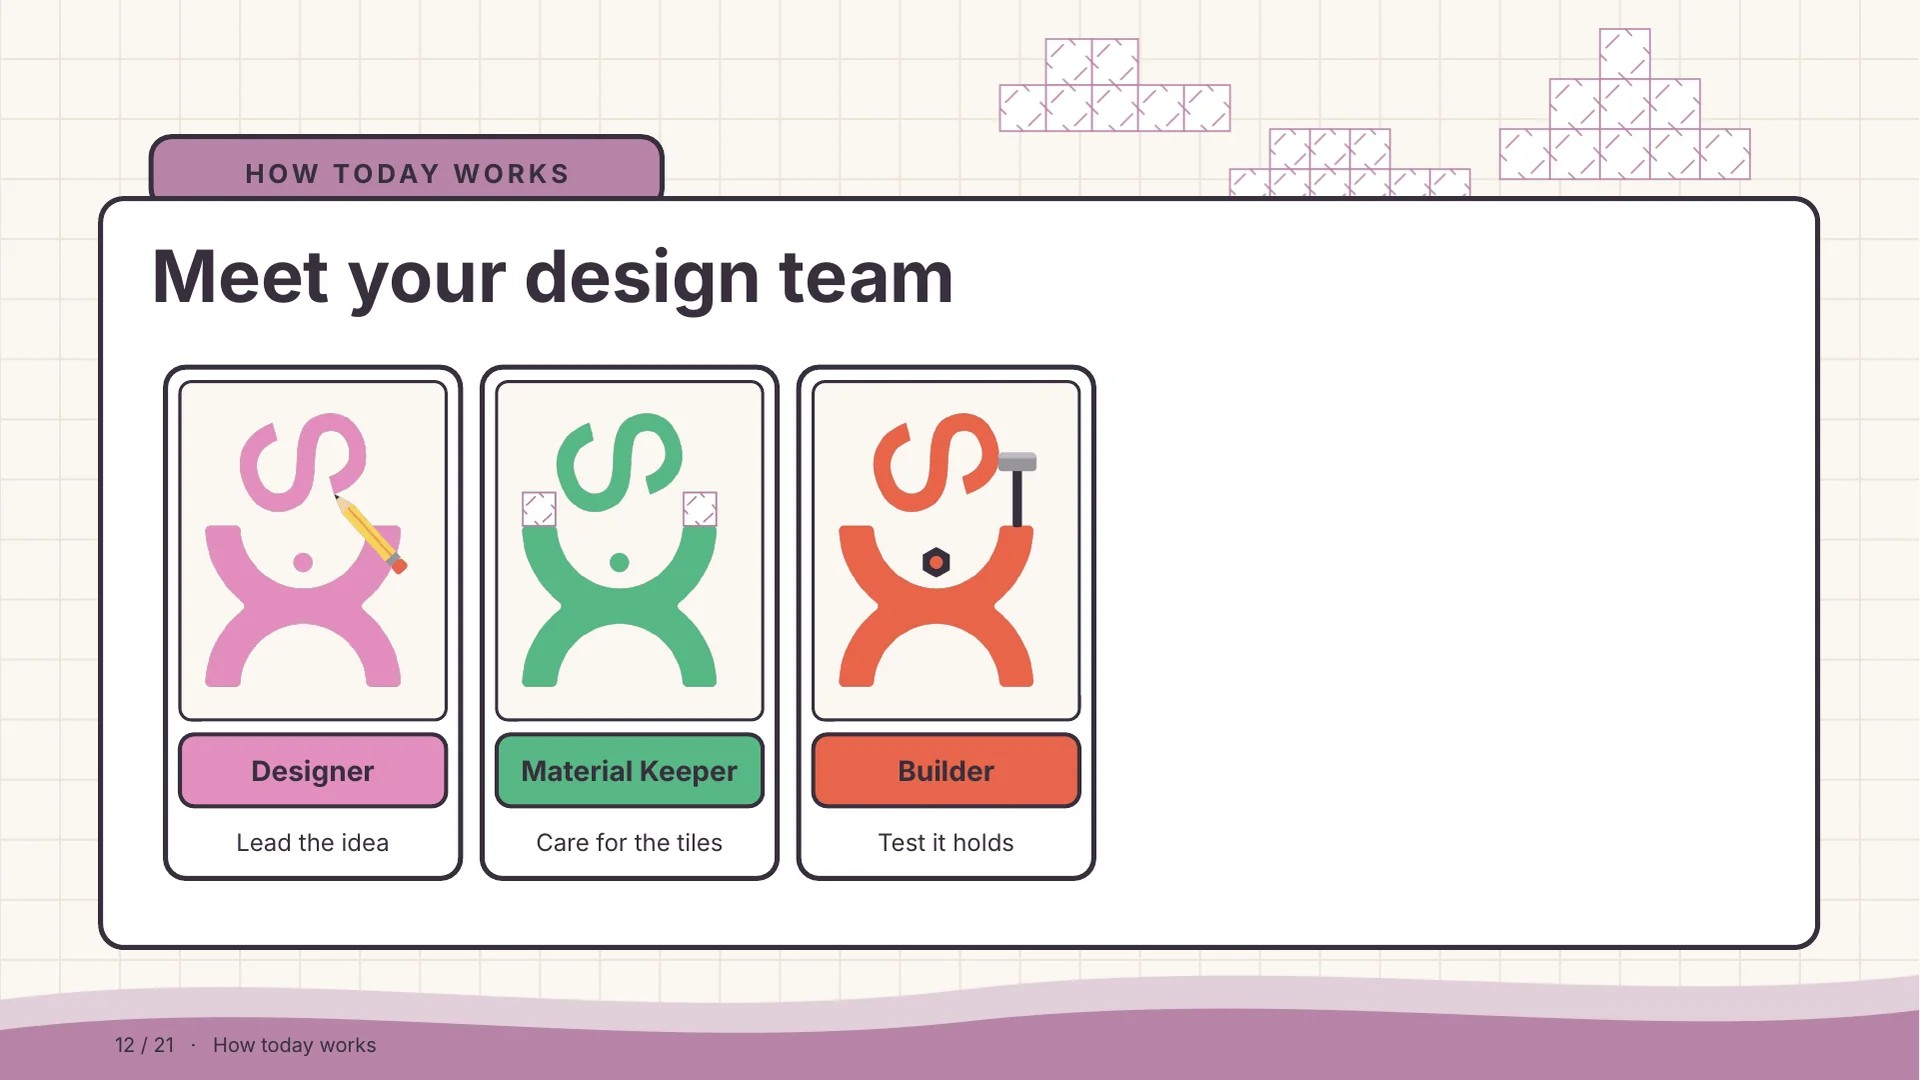 HOW TODAY WORKS
Meet your design team
Designer
Lead the idea
Material Keeper
Care for the tiles
Builder
Test it holds
12 / 21 · How today works